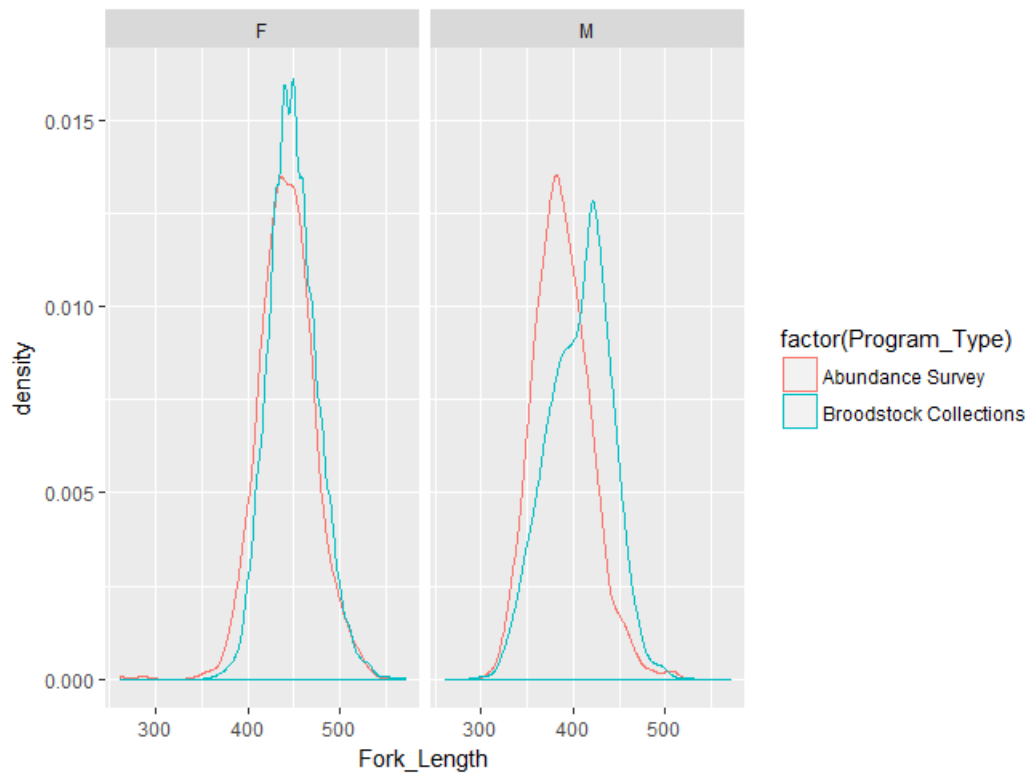 F M
0.015
0.010
0.005
0.000
density
300 400 500 300 400 500
Fork_Length
factor(Program_Type)
Abundance Survey
Broodstock Collections